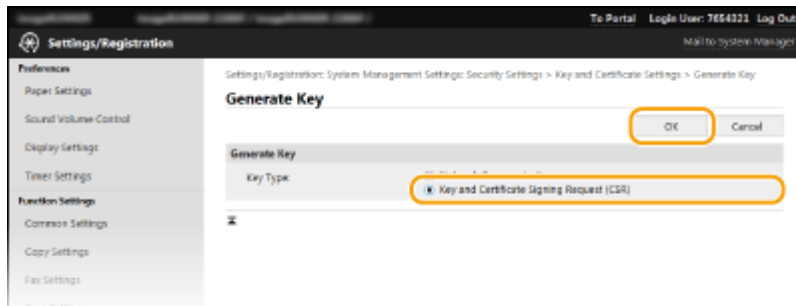 To Portal Login User: 7654321 Log Out
Settings/Registration
Mail to System Manager
Preferences
Paper Settings
Sound Volume Control
Display Settings
Timer Settings
Function Settings
Common Settings
Copy Settings
Fax Settings
Settings/Registration: System Management Settings: Security Settings > Key and Certificate Settings > Generate Key
Generate Key
OK Cancel
Generate Key
Key Type:
Key and Certificate Signing Request (CSR)